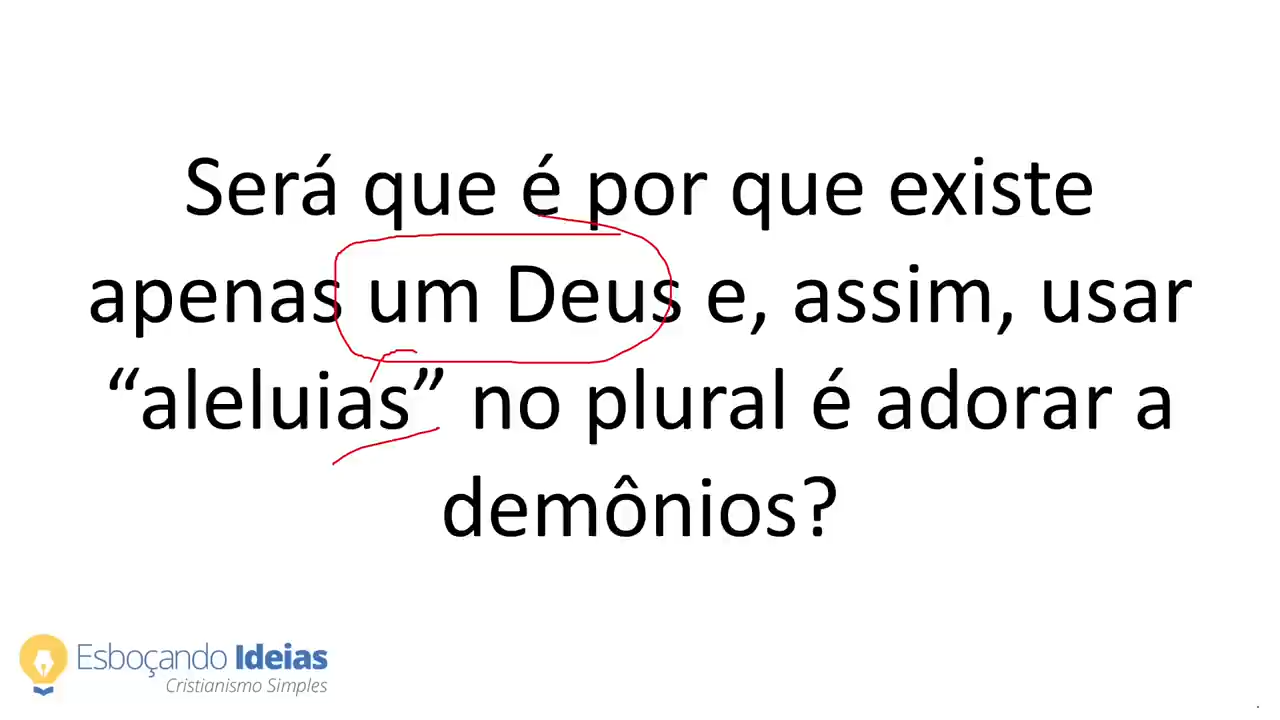 Será que é por que existe
apenas um Deus e, assim, usar
“aleluias” no plural é adorar a
demônios?
Esboçando Ideias
Cristianismo Simples